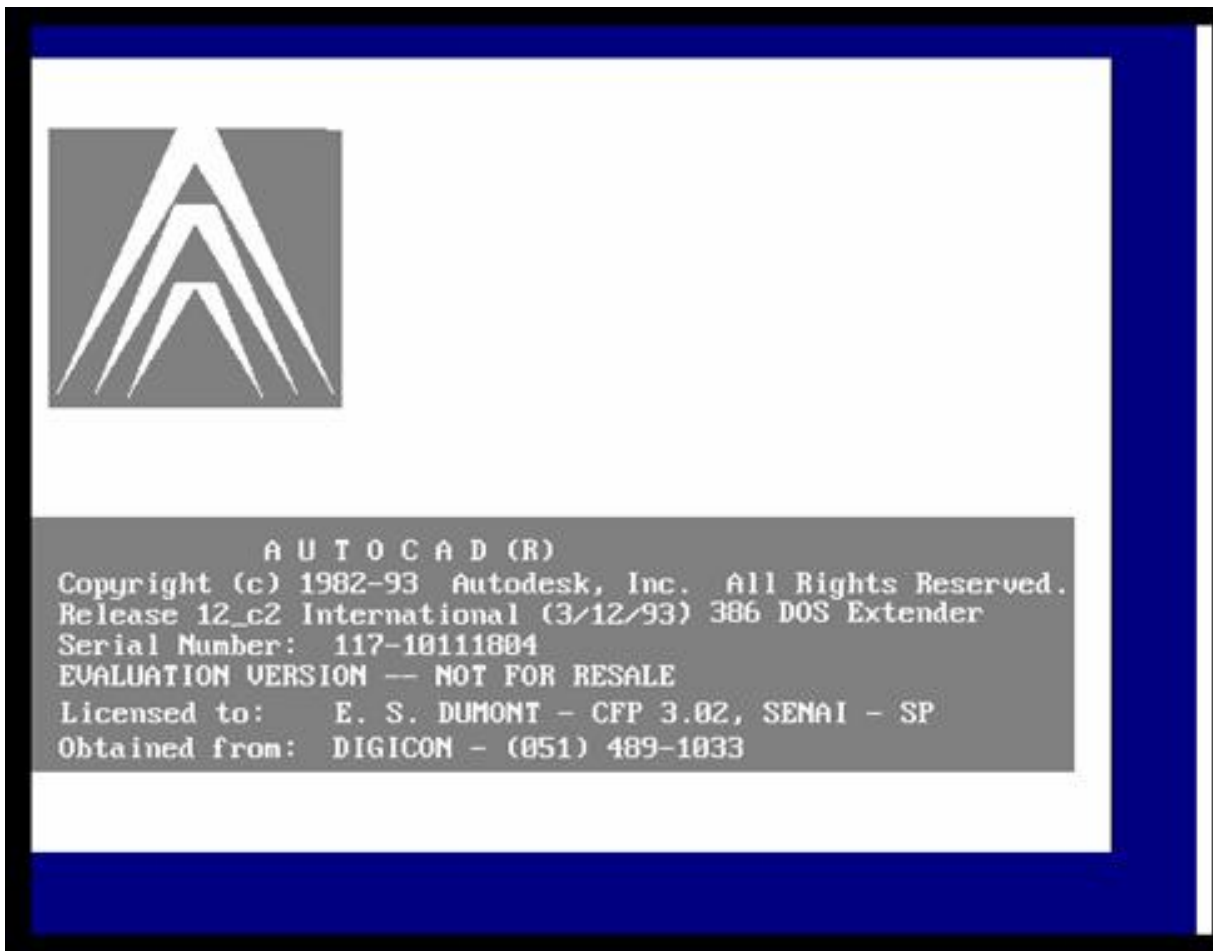 A U T O C A D (R)
Copyright (c) 1982-93 Autodesk, Inc. All Rights Reserved.
Release 12_c2 International (3/12/93) 386 DOS Extender
Serial Number: 117-10111804
EVALUATION VERSION -- NOT FOR RESALE
Licensed to: E. S. DUMONT - CFP 3.02, SENAI - SP
Obtained from: DIGICON - (051) 489-1033